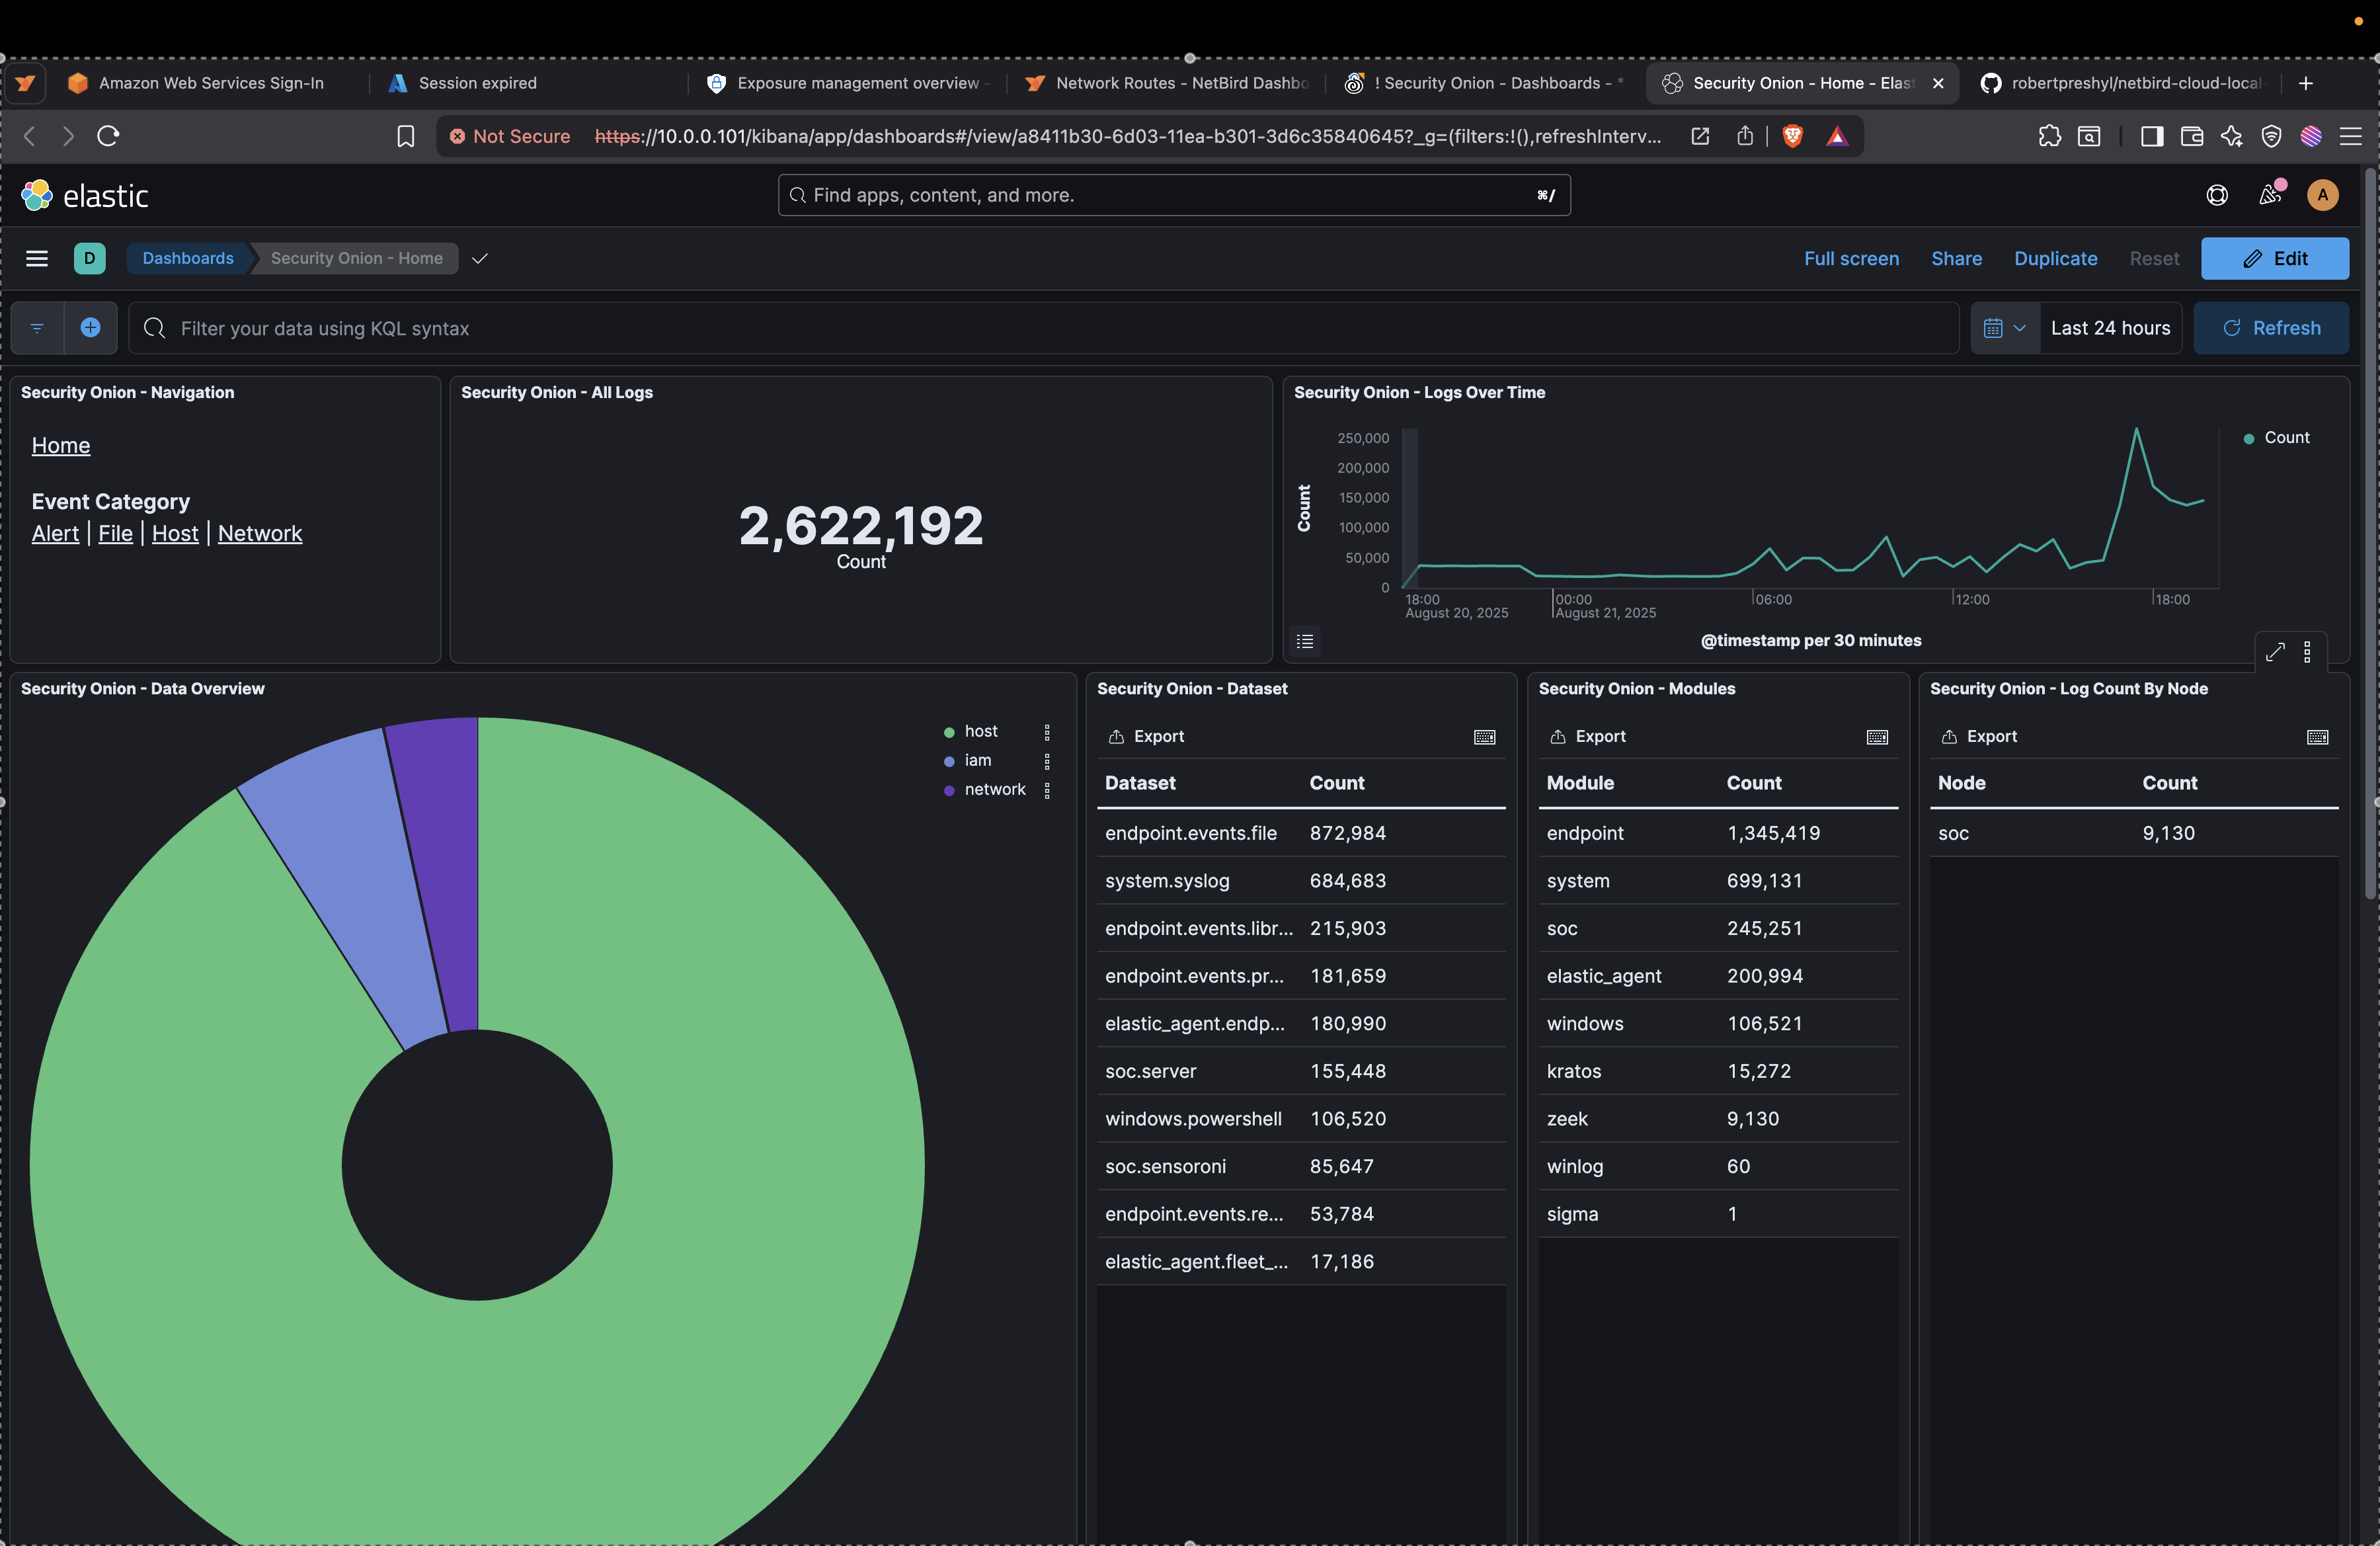 Amazon Web Services Sign-In
Session expired
Exposure management overview -
Network Routes - NetBird Dashbo
! Security Onion - Dashboards - *
Security Onion - Home - Elast
robertpreshyl/netbird-cloud-local-
Not Secure https://10.0.0.101/kibana/app/dashboards#/view/a8411b30-6d03-11ea-b301-3d6c35840645?_g=(filters:!(),refreshInterv...
elastic
Find apps, content, and more.
⌘/
A
D
Dashboards
Security Onion - Home
Full screen
Share
Duplicate
Reset
Edit
Filter your data using KQL syntax
Last 24 hours
Refresh
Security Onion - Navigation
Home
Event Category
Alert | File | Host | Network
Security Onion - All Logs
2,622,192
Count
Security Onion - Logs Over Time
Count
250,000
200,000
150,000
100,000
50,000
0
18:00
August 20, 2025
00:00
August 21, 2025
06:00
12:00
18:00
@timestamp per 30 minutes
Count
Security Onion - Data Overview
host
iam
network
Security Onion - Dataset
Export
Dataset Count
endpoint.events.file 872,984
system.syslog 684,683
endpoint.events.libr... 215,903
endpoint.events.pr... 181,659
elastic_agent.endp... 180,990
soc.server 155,448
windows.powershell 106,520
soc.sensoroni 85,647
endpoint.events.re... 53,784
elastic_agent.fleet_... 17,186
Security Onion - Modules
Export
Module Count
endpoint 1,345,419
system 699,131
soc 245,251
elastic_agent 200,994
windows 106,521
kratos 15,272
zeek 9,130
winlog 60
sigma 1
Security Onion - Log Count By Node
Export
Node Count
soc 9,130